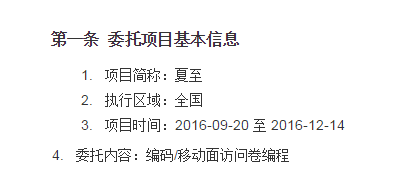 第一条 委托项目基本信息
1. 项目简称：夏至
2. 执行区域：全国
3. 项目时间：2016-09-20 至 2016-12-14
4. 委托内容：编码/移动面访问卷编程